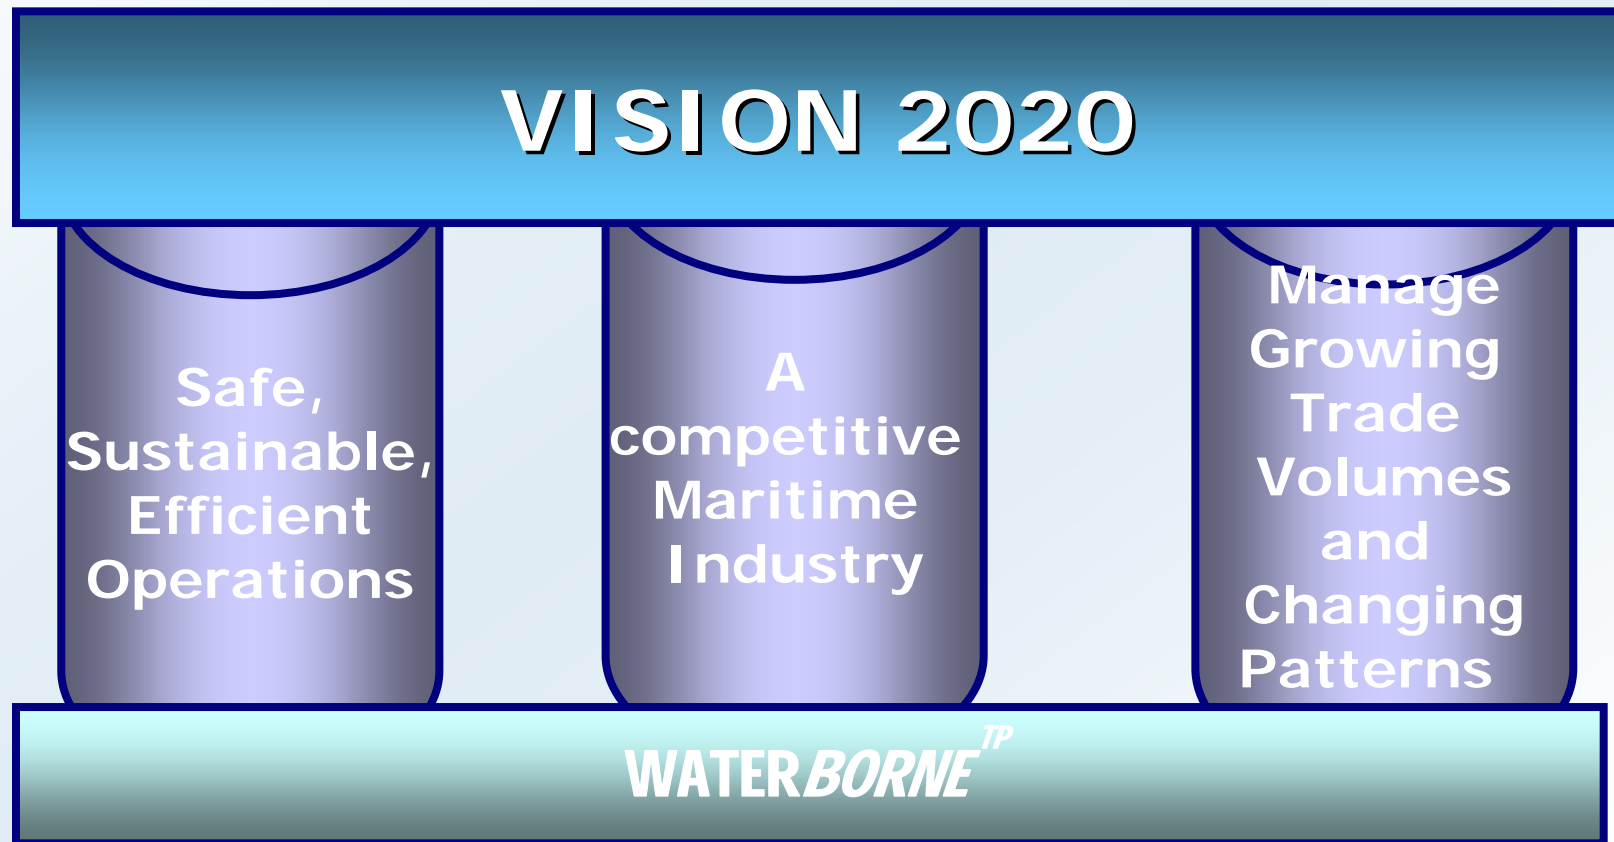 VISION 2020
Safe,
Sustainable,
Efficient
Operations
A
competitive
Maritime
Industry
Manage
Growing
Trade
Volumes
and
Changing
Patterns
WATERBORNE TP